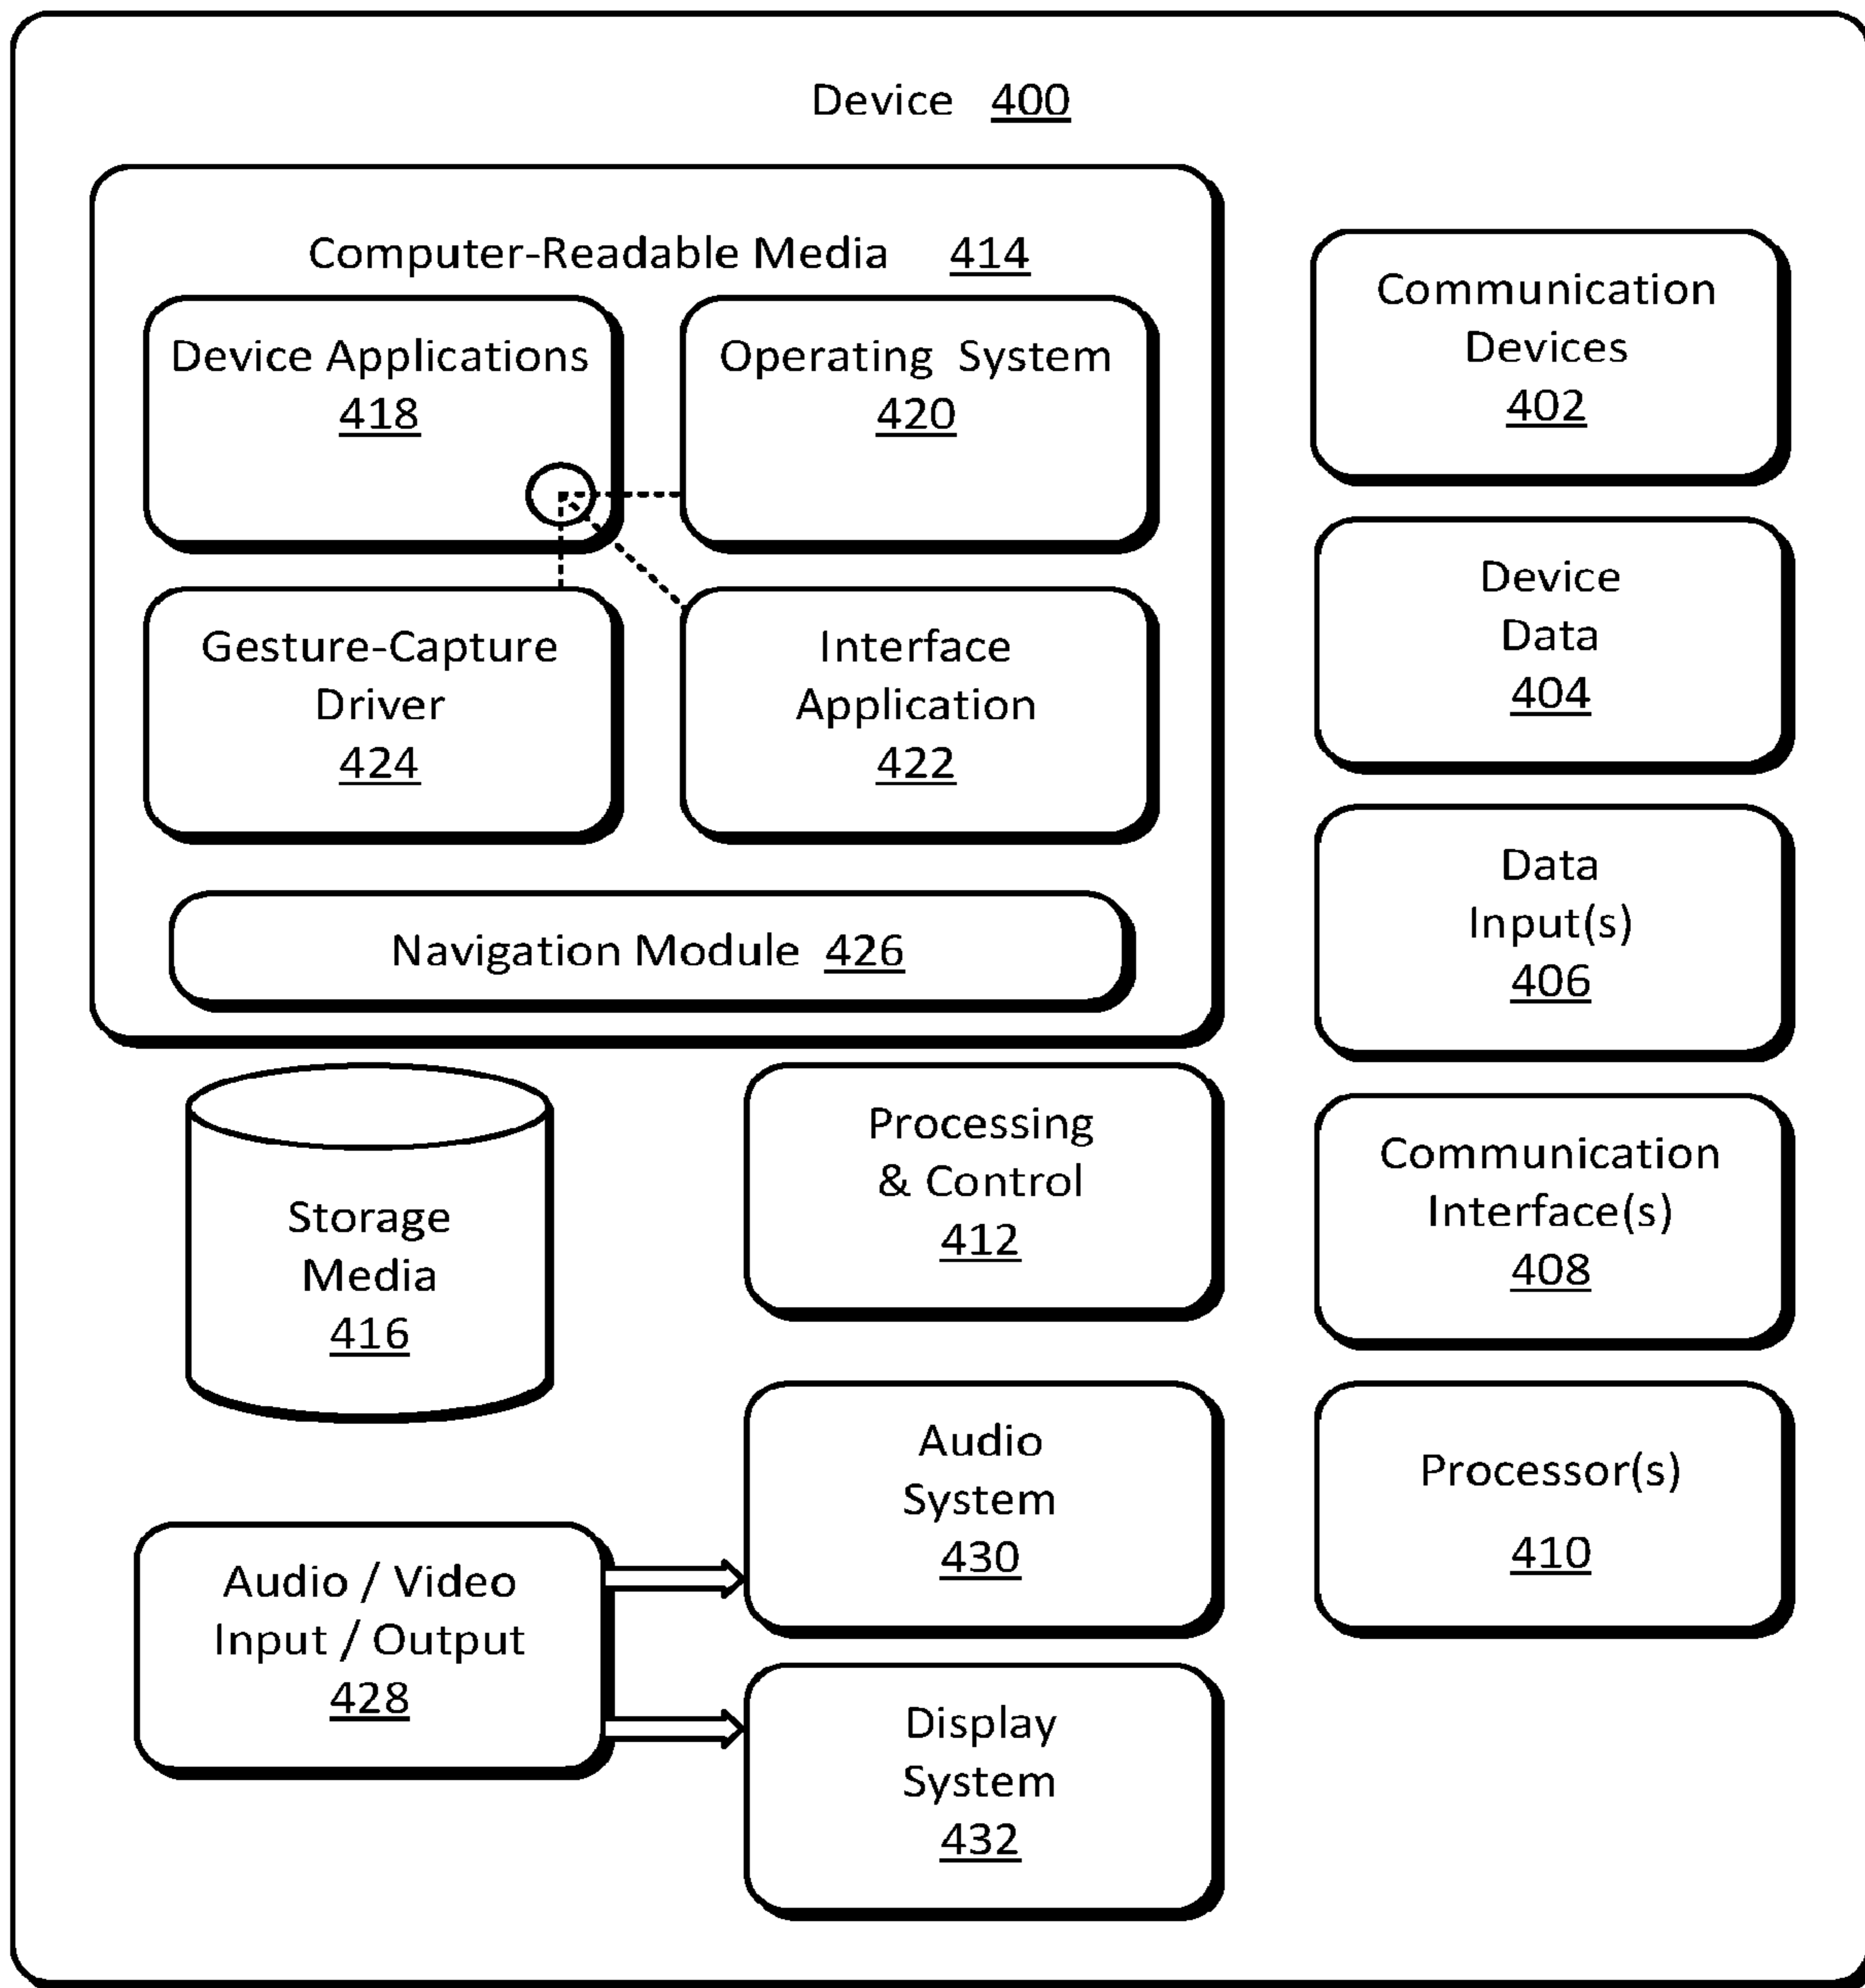 Device 400
Computer-Readable Media 414
Device Applications
418
Operating System
420
Gesture-Capture
Driver
424
Interface
Application
422
Navigation Module 426
Communication
Devices
402
Device
Data
404
Data
Input(s)
406
Communication
Interface(s)
408
Processor(s)
410
Storage
Media
416
Processing
& Control
412
Audio / Video
Input / Output
428
Audio
System
430
Display
System
432